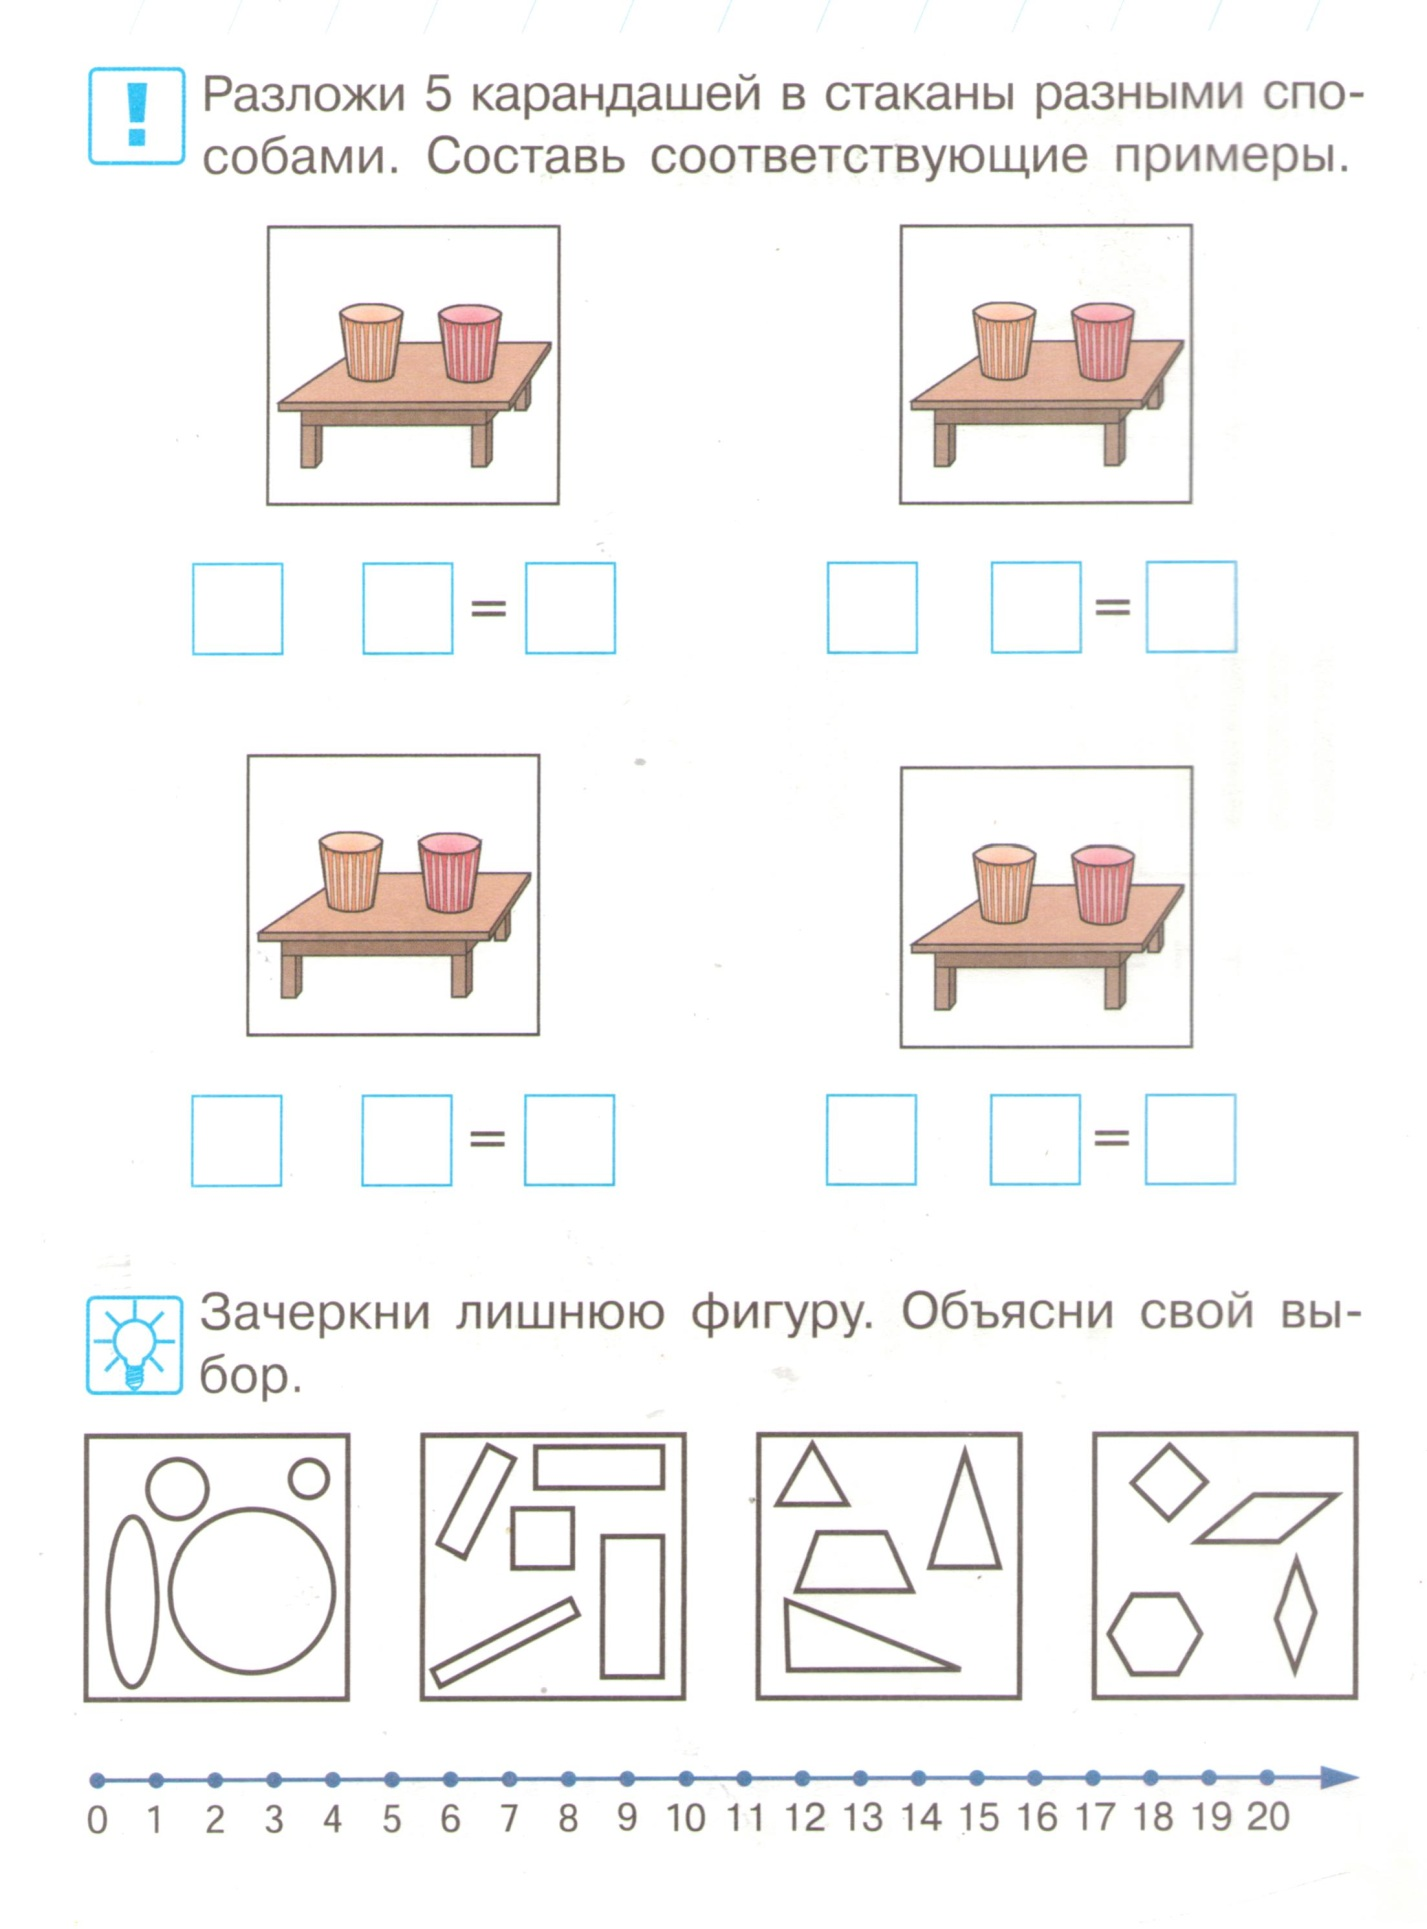 Разложи 5 карандашей в стаканы разными спо-
собами. Составь соответствующие примеры.
= =
= =
Зачеркни лишнюю фигуру. Объясни свой вы-
бор.
0 1 2 3 4 5 6 7 8 9 10 11 12 13 14 15 16 17 18 19 20